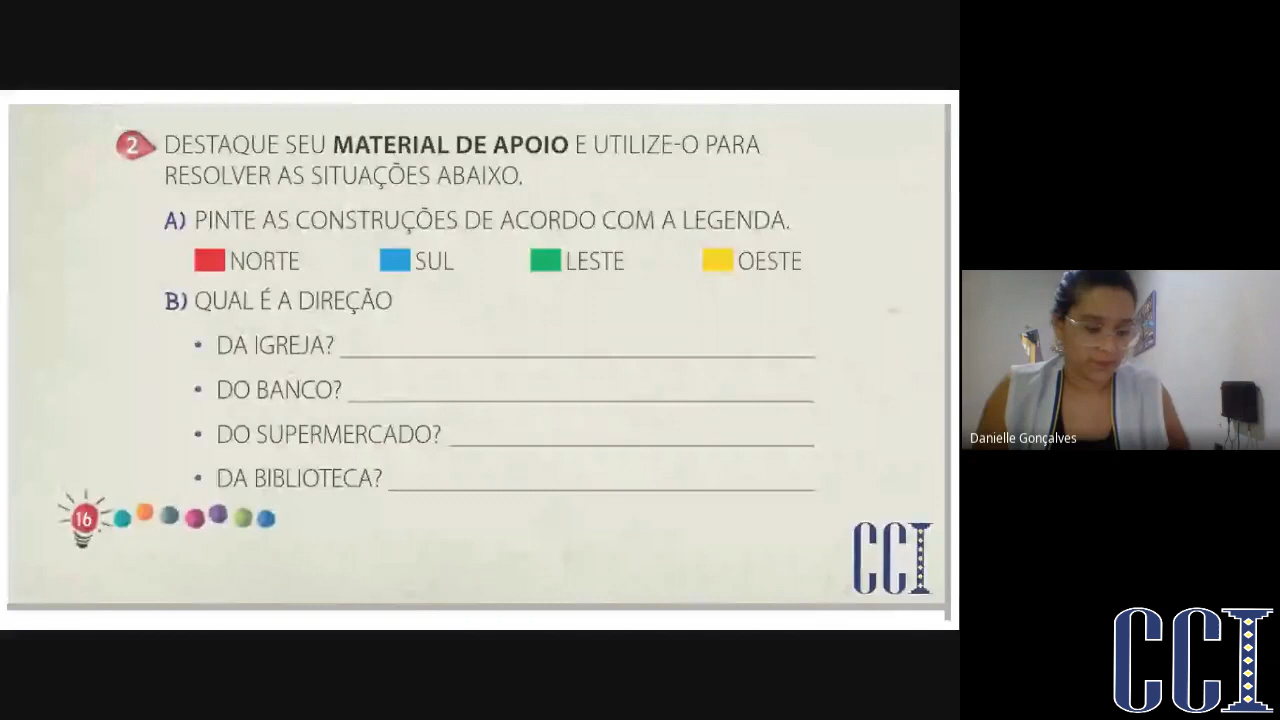 2 DESTAQUE SEU MATERIAL DE APOIO E UTILIZE-O PARA
RESOLVER AS SITUAÇÕES ABAIXO.
A) PINTE AS CONSTRUÇÕES DE ACORDO COM A LEGENDA.
NORTE SUL LESTE OESTE
B) QUAL É A DIREÇÃO
• DA IGREJA?
• DO BANCO?
• DO SUPERMERCADO?
• DA BIBLIOTECA?
16
CCI
Danielle Gonçalves
CCI